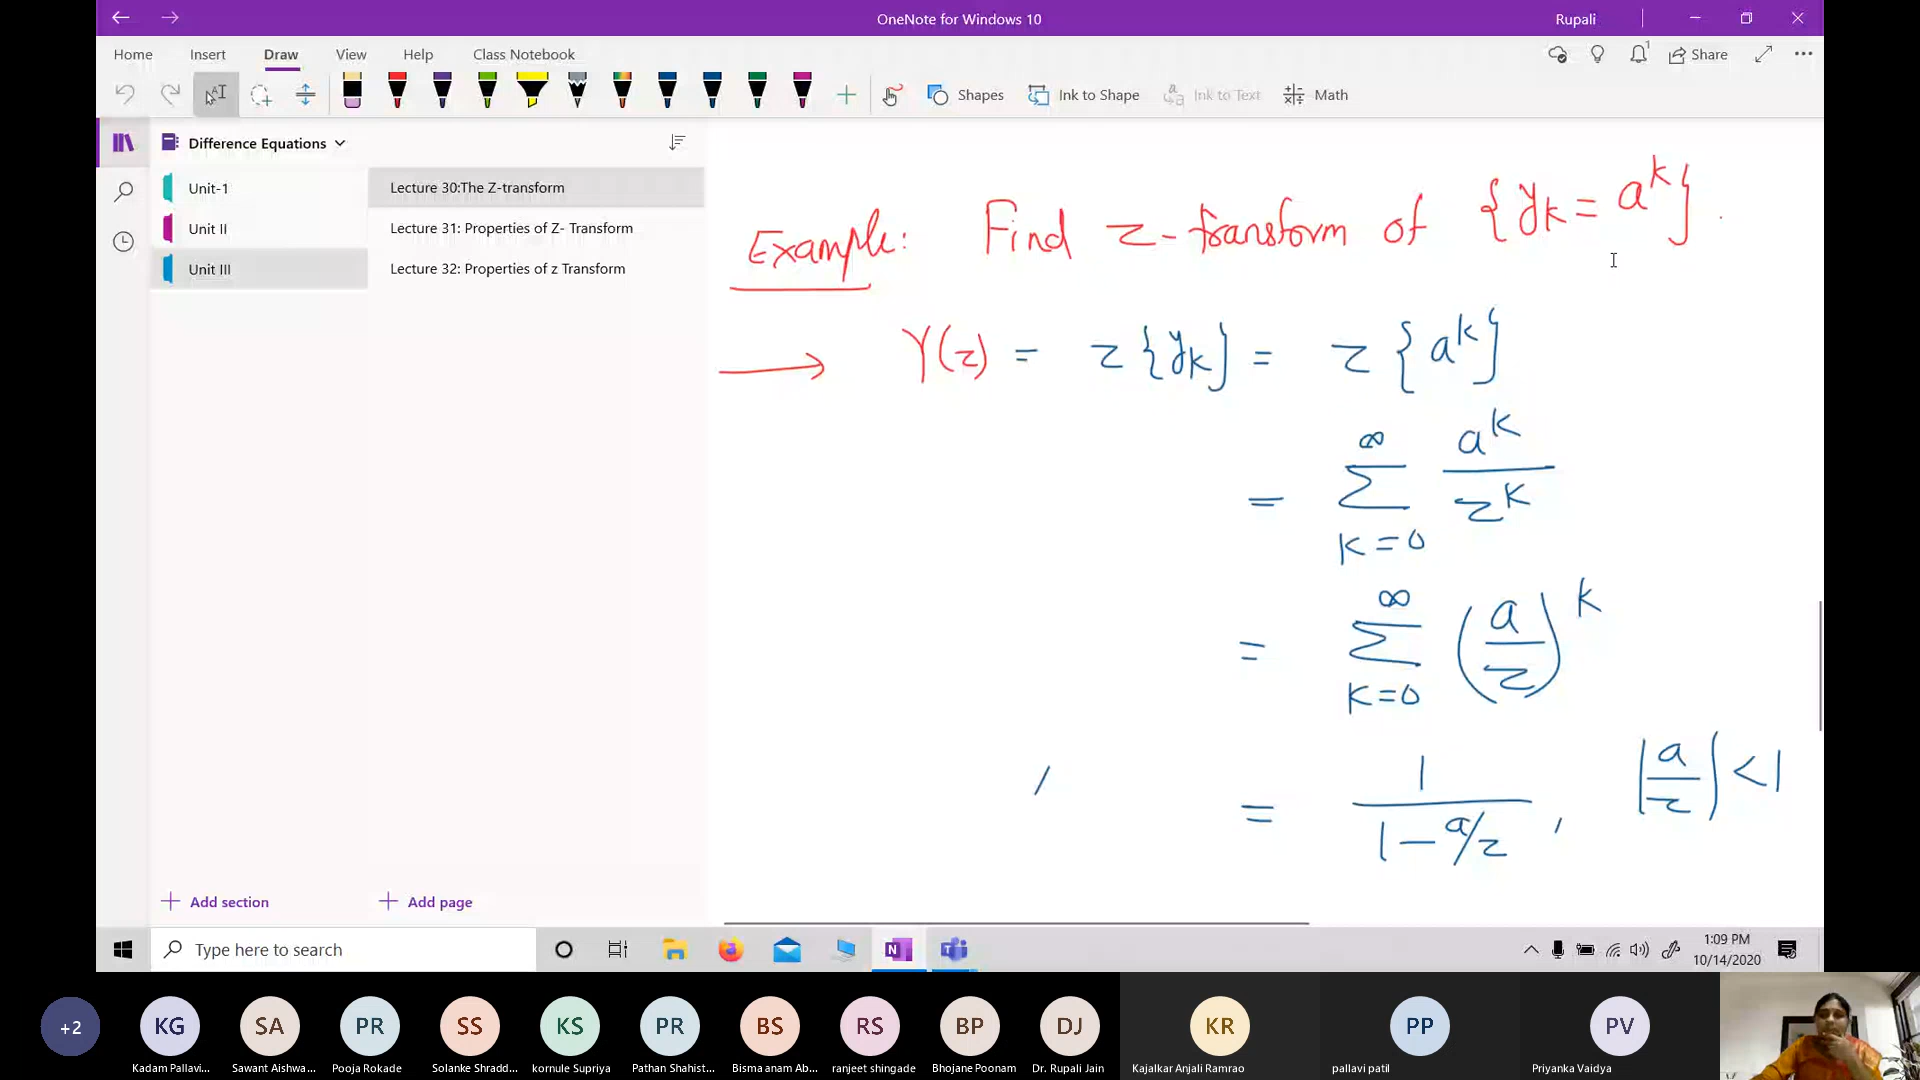 OneNote for Windows 10
Rupali
Home Insert Draw View Help Class Notebook
Share
Shapes Ink to Shape Ink to Text Math
Difference Equations
Unit-1
Unit II
Unit III
Lecture 30:The Z-transform
Lecture 31: Properties of Z- Transform
Lecture 32: Properties of z Transform
Example: Find z-transform of {y_k = a^k}.
Y(z) = z{y_k} = z{a^k}
= ∑_{k=0}^{∞} a^k/z^k
= ∑_{k=0}^{∞} (a/z)^k
= 1/(1 - a/z), |a/z| < 1
Add section
Add page
Type here to search
1:09 PM
10/14/2020
+2 KG SA PR SS KS PR BS RS BP DJ KR PP PV
Kadam Pallavi... Sawant Aishwa... Pooja Rokade Solanke Shradd... kornule Supriya Pathan Shahist... Bisma anam Ab... ranjeet shingade Bhojane Poonam Dr. Rupali Jain Kajalkar Anjali Ramrao pallavi patil Priyanka Vaidya